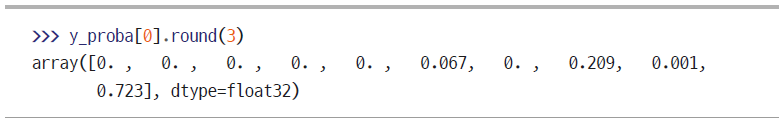 >>> y_proba[0].round(3)
array([0. , 0. , 0. , 0. , 0. , 0.067, 0. , 0.209, 0.001,
0.723], dtype=float32)